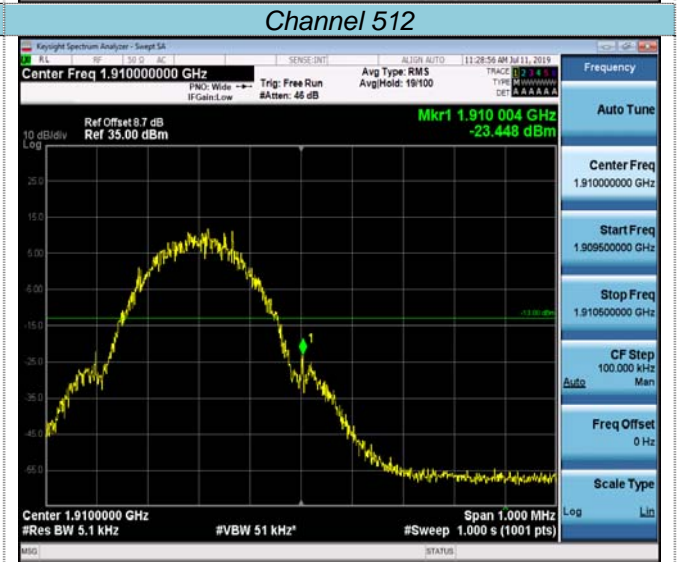 Channel 512
Keysight Spectrum Analyzer - Swept SA
RL RF 50 Ω AC SENSE:INT ALIGN AUTO 11:28:56 AM Jul 11, 2019
Center Freq 1.910000000 GHz
PNO: Wide
IFGain:Low
Trig: Free Run
#Atten: 46 dB
Avg Type: RMS
Avg|Hold: 19/100
TRACE 1 2 3 4 5 6
TYPE M
DET A A A A A A
Frequency
Auto Tune
Center Freq
1.910000000 GHz
Start Freq
1.909500000 GHz
Stop Freq
1.910500000 GHz
CF Step
100.000 kHz
Auto Man
Freq Offset
0 Hz
Scale Type
Log Lin
Mkr1 1.910 004 GHz
-23.448 dBm
Ref Offset 8.7 dB
10 dB/div Ref 35.00 dBm
Log
25.0
15.0
5.00
-5.00
-13.00 dBm
-15.0
-25.0
-35.0
-45.0
-55.0
1
Center 1.9100000 GHz Span 1.000 MHz
#Res BW 5.1 kHz #VBW 51 kHz* #Sweep 1.000 s (1001 pts)
MSG STATUS